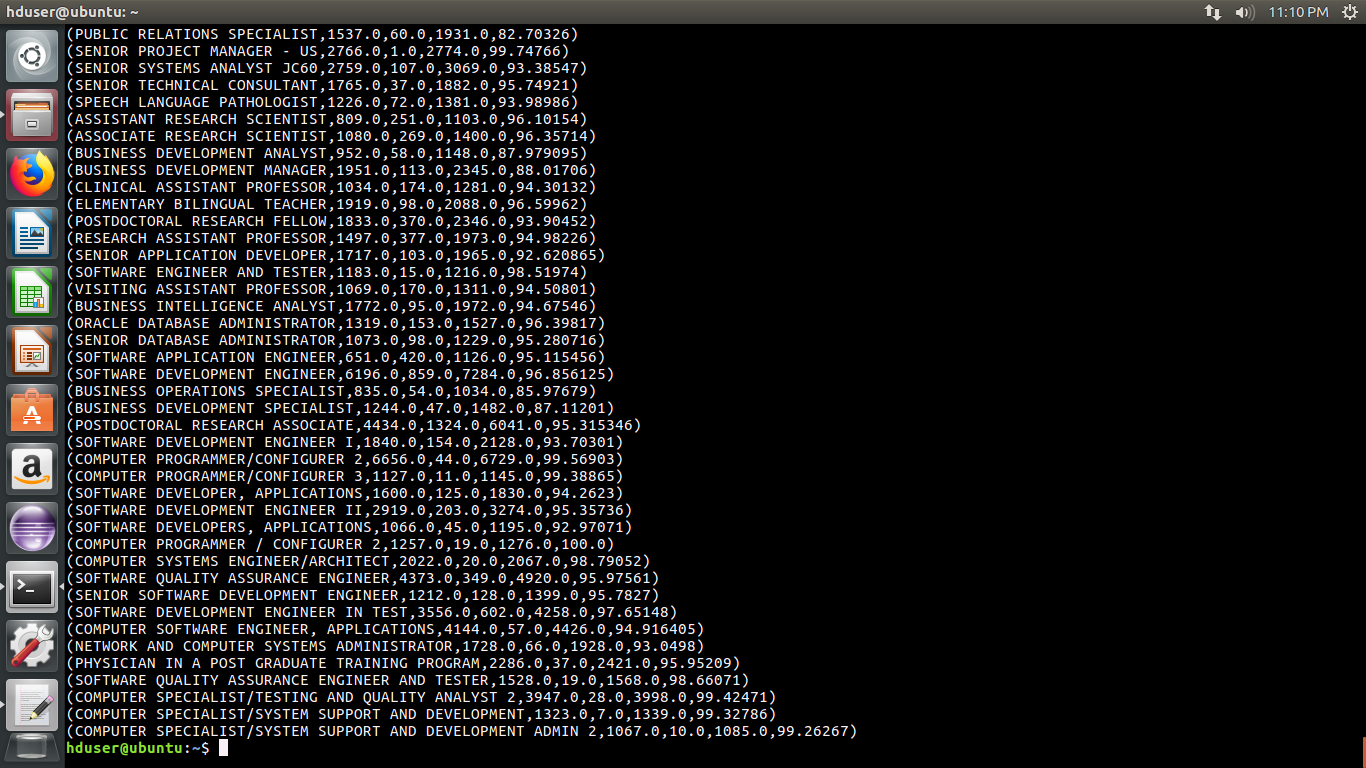 hduser@ubuntu: ~
11:10 PM
(PUBLIC RELATIONS SPECIALIST,1537.0,60.0,1931.0,82.70326)
(SENIOR PROJECT MANAGER - US,2766.0,1.0,2774.0,99.74766)
(SENIOR SYSTEMS ANALYST JC60,2759.0,107.0,3069.0,93.38547)
(SENIOR TECHNICAL CONSULTANT,1765.0,37.0,1882.0,95.74921)
(SPEECH LANGUAGE PATHOLOGIST,1226.0,72.0,1381.0,93.98986)
(ASSISTANT RESEARCH SCIENTIST,809.0,251.0,1103.0,96.10154)
(ASSOCIATE RESEARCH SCIENTIST,1080.0,269.0,1400.0,96.35714)
(BUSINESS DEVELOPMENT ANALYST,952.0,58.0,1148.0,87.979095)
(BUSINESS DEVELOPMENT MANAGER,1951.0,113.0,2345.0,88.01706)
(CLINICAL ASSISTANT PROFESSOR,1034.0,174.0,1281.0,94.30132)
(ELEMENTARY BILINGUAL TEACHER,1919.0,98.0,2088.0,96.59962)
(POSTDOCTORAL RESEARCH FELLOW,1833.0,370.0,2346.0,93.90452)
(RESEARCH ASSISTANT PROFESSOR,1497.0,377.0,1973.0,94.98226)
(SENIOR APPLICATION DEVELOPER,1717.0,103.0,1965.0,92.620865)
(SOFTWARE ENGINEER AND TESTER,1183.0,15.0,1216.0,98.51974)
(VISITING ASSISTANT PROFESSOR,1069.0,170.0,1311.0,94.50801)
(BUSINESS INTELLIGENCE ANALYST,1772.0,95.0,1972.0,94.67546)
(ORACLE DATABASE ADMINISTRATOR,1319.0,153.0,1527.0,96.39817)
(SENIOR DATABASE ADMINISTRATOR,1073.0,98.0,1229.0,95.280716)
(SOFTWARE APPLICATION ENGINEER,651.0,420.0,1126.0,95.115456)
(SOFTWARE DEVELOPMENT ENGINEER,6196.0,859.0,7284.0,96.856125)
(BUSINESS OPERATIONS SPECIALIST,835.0,54.0,1034.0,85.97679)
(BUSINESS DEVELOPMENT SPECIALIST,1244.0,47.0,1482.0,87.11201)
(POSTDOCTORAL RESEARCH ASSOCIATE,4434.0,1324.0,6041.0,95.315346)
(SOFTWARE DEVELOPMENT ENGINEER I,1840.0,154.0,2128.0,93.70301)
(COMPUTER PROGRAMMER/CONFIGURER 2,6656.0,44.0,6729.0,99.56903)
(COMPUTER PROGRAMMER/CONFIGURER 3,1127.0,11.0,1145.0,99.38865)
(SOFTWARE DEVELOPER, APPLICATIONS,1600.0,125.0,1830.0,94.2623)
(SOFTWARE DEVELOPMENT ENGINEER II,2919.0,203.0,3274.0,95.35736)
(SOFTWARE DEVELOPERS, APPLICATIONS,1066.0,45.0,1195.0,92.97071)
(COMPUTER PROGRAMMER / CONFIGURER 2,1257.0,19.0,1276.0,100.0)
(COMPUTER SYSTEMS ENGINEER/ARCHITECT,2022.0,20.0,2067.0,98.79052)
(SOFTWARE QUALITY ASSURANCE ENGINEER,4373.0,349.0,4920.0,95.97561)
(SENIOR SOFTWARE DEVELOPMENT ENGINEER,1212.0,128.0,1399.0,95.7827)
(SOFTWARE DEVELOPMENT ENGINEER IN TEST,3556.0,602.0,4258.0,97.65148)
(COMPUTER SOFTWARE ENGINEER, APPLICATIONS,4144.0,57.0,4426.0,94.916405)
(NETWORK AND COMPUTER SYSTEMS ADMINISTRATOR,1728.0,66.0,1928.0,93.0498)
(PHYSICIAN IN A POST GRADUATE TRAINING PROGRAM,2286.0,37.0,2421.0,95.95209)
(SOFTWARE QUALITY ASSURANCE ENGINEER AND TESTER,1528.0,19.0,1568.0,98.66071)
(COMPUTER SPECIALIST/TESTING AND QUALITY ANALYST 2,3947.0,28.0,3998.0,99.42471)
(COMPUTER SPECIALIST/SYSTEM SUPPORT AND DEVELOPMENT,1323.0,7.0,1339.0,99.32786)
(COMPUTER SPECIALIST/SYSTEM SUPPORT AND DEVELOPMENT ADMIN 2,1067.0,10.0,1085.0,99.26267)
hduser@ubuntu:~$